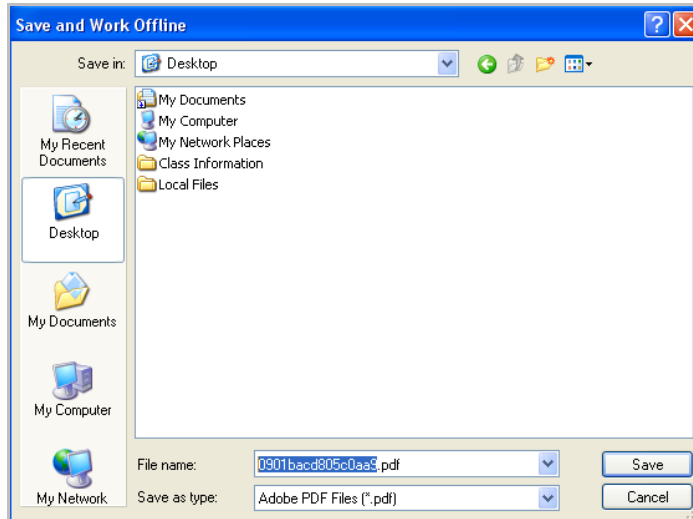 Save and Work Offline
Save in:
Desktop
My Recent
Documents
Desktop
My Documents
My Computer
My Network
My Documents
My Computer
My Network Places
Class Information
Local Files
File name:
0901bacd805c0aa9.pdf
Save
Save as type:
Adobe PDF Files (*.pdf)
Cancel